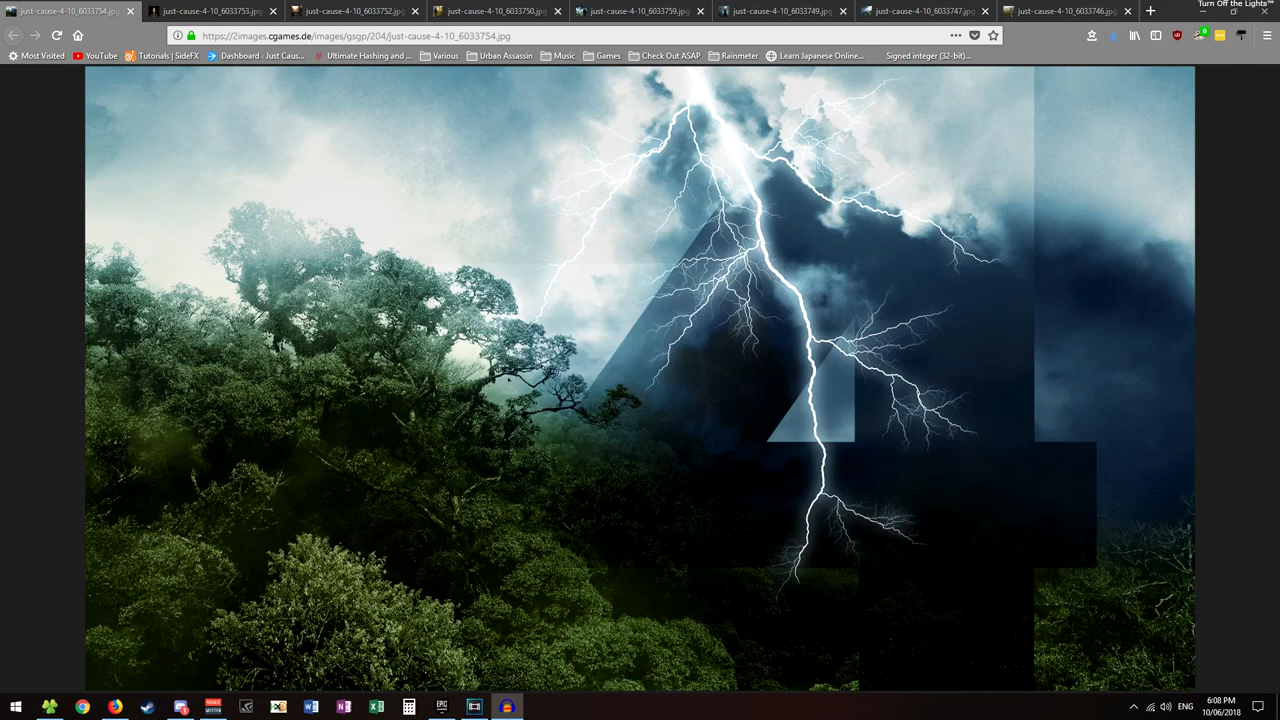 just-cause-4-10_6033754.jpg just-cause-4-10_6033753.jpg just-cause-4-10_6033752.jpg just-cause-4-10_6033750.jpg just-cause-4-10_6033759.jpg just-cause-4-10_6033749.jpg just-cause-4-10_6033747.jpg just-cause-4-10_6033746.jpg Turn Off the Lights™
https://2images.cgames.de/images/gsgp/204/just-cause-4-10_6033754.jpg
Most Visited YouTube Tutorials | SideFX Dashboard ‹ Just Caus... Ultimate Hashing and ... Various Urban Assassin Music Games Check Out ASAP Rainmeter Learn Japanese Online... Signed integer (32-bit)...
4
6:08 PM
ENG
10/06/2018